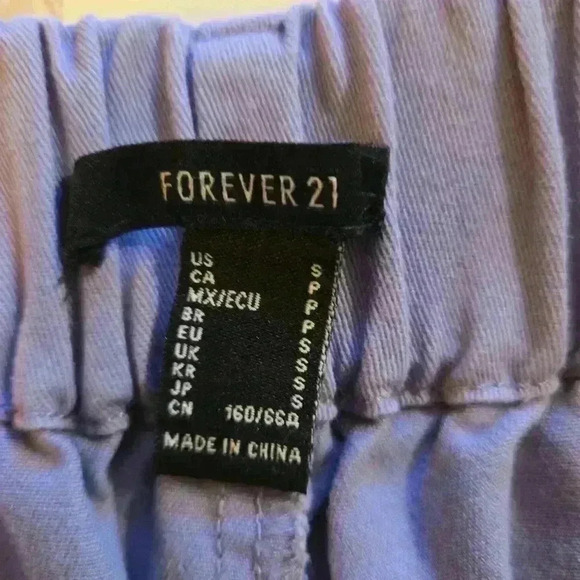 FOREVER 21
US S
CA P
MX/ECU P
BR P
EU S
UK S
KR S
JP S
CN 160/66A
MADE IN CHINA